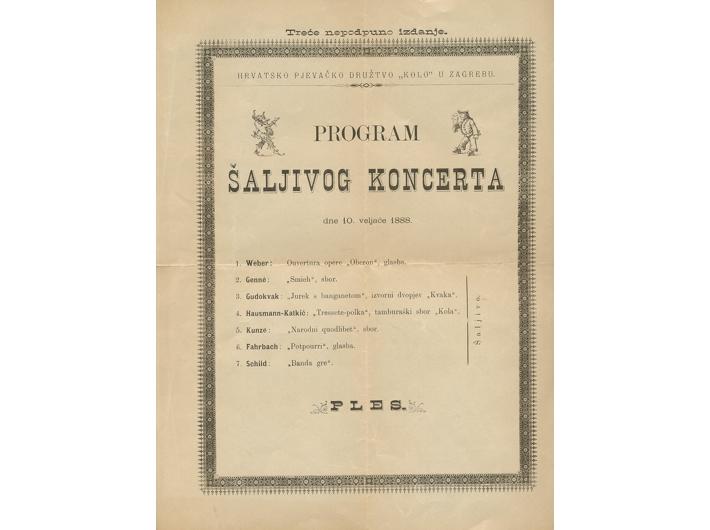 Treće nepodpuno izdanje.
HRVATSKO PJEVAČKO DRUŽTVO „KOLO" U ZAGREBU.
PROGRAM
ŠALJIVOG KONCERTA
dne 10. veljače 1888.
1. Weber: Ouvertura opere „Oberon", glasba.
2. Genné: „Smieh", sbor.
3. Gudokvak: „Jurek s banganetom", izvorni dvopjev „Kvaka".
4. Hausmann-Katkić: „Tressete-polka", tamburaški sbor „Kola".
5. Kunze: „Narodni quodlibet", sbor.
6. Fahrbach: „Potpourri", glasba.
7. Schild: „Banda gre".
Šaljivo.
PLES.